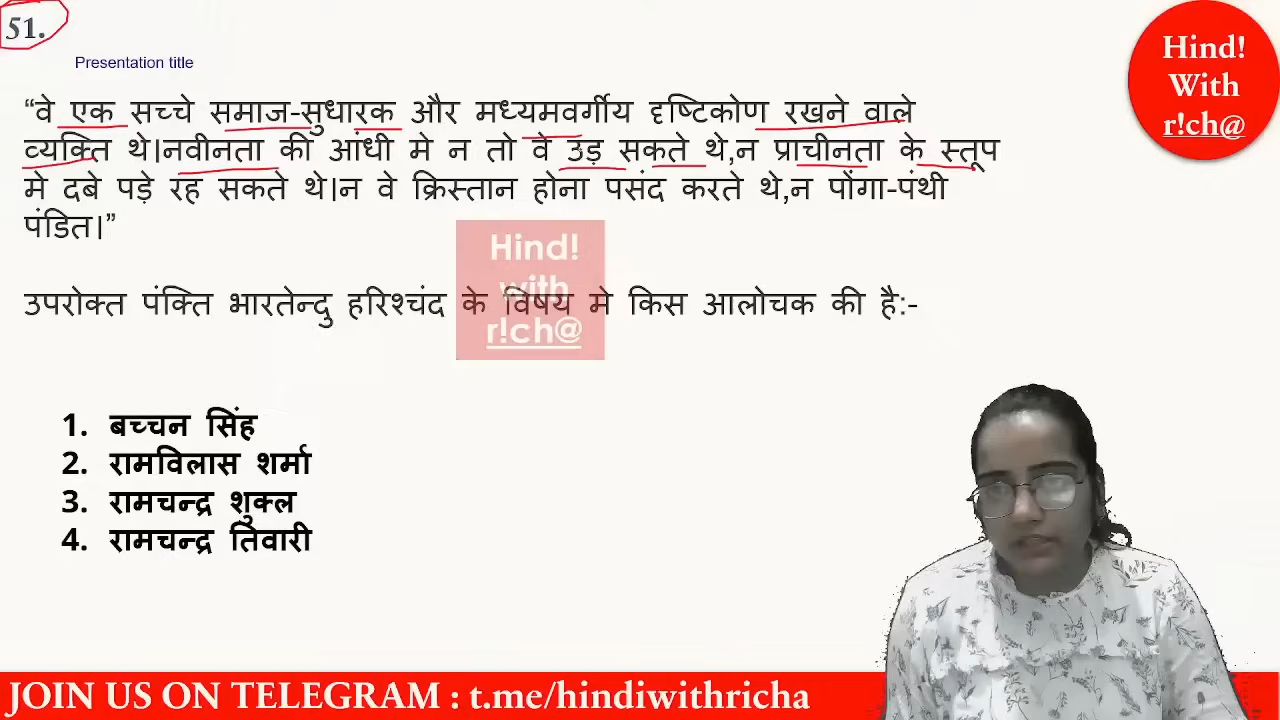 51.
Presentation title
Hind!
With
r!ch@
“वे एक सच्चे समाज-सुधारक और मध्यमवर्गीय दृष्टिकोण रखने वाले
व्यक्ति थे।नवीनता की आंधी मे न तो वे उड़ सकते थे,न प्राचीनता के स्तूप
मे दबे पड़े रह सकते थे।न वे क्रिस्तान होना पसंद करते थे,न पोंगा-पंथी
पंडित।”
Hind!
with
r!ch@
उपरोक्त पंक्ति भारतेन्दु हरिश्चंद के विषय मे किस आलोचक की है:-
1. बच्चन सिंह
2. रामविलास शर्मा
3. रामचन्द्र शुक्ल
4. रामचन्द्र तिवारी
JOIN US ON TELEGRAM : t.me/hindiwithricha